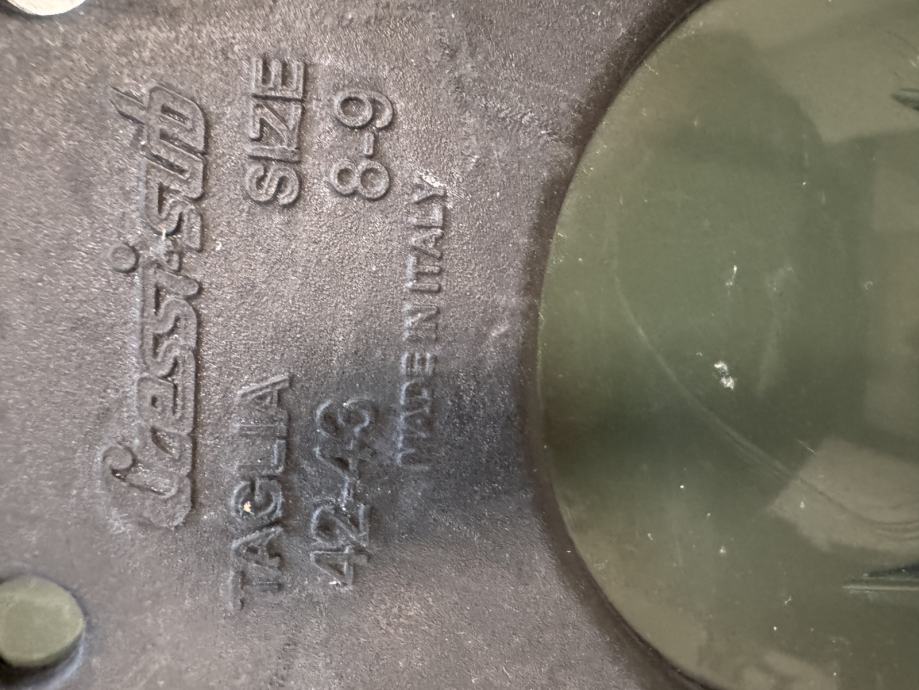 Cressi-sub
TAGLIA SIZE
42-43 8-9
MADE IN ITALY